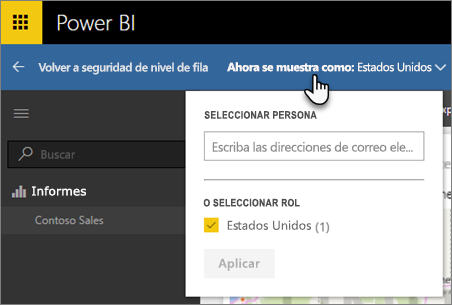 Power BI
Volver a seguridad de nivel de fila
Ahora se muestra como: Estados Unidos
SELECCIONAR PERSONA
Escriba las direcciones de correo ele...
Buscar
Informes
Contoso Sales
O SELECCIONAR ROL
Estados Unidos (1)
Aplicar